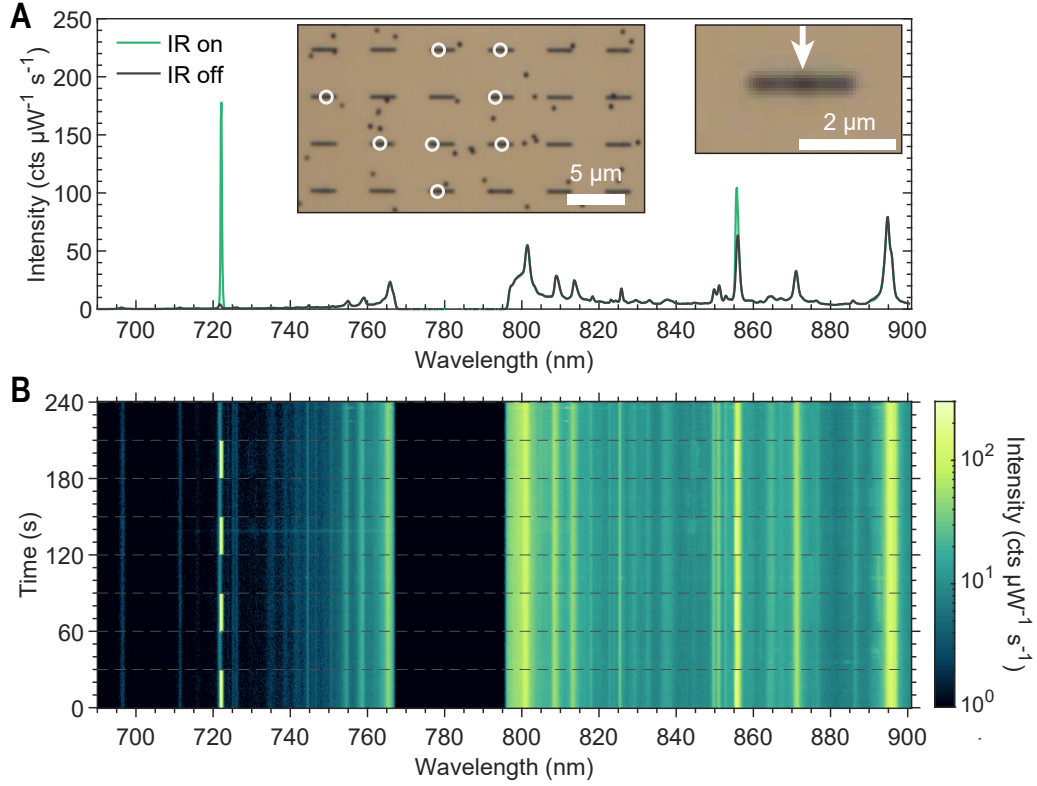 A
250
200
150
100
50
0
Intensity (cts µW⁻¹ s⁻¹)
IR on
IR off
5 µm
2 µm
700 720 740 760 780 800 820 840 860 880 900
Wavelength (nm)
B
240
180
120
60
0
Time (s)
700 720 740 760 780 800 820 840 860 880 900
Wavelength (nm)
10²
10¹
10⁰
Intensity (cts µW⁻¹ s⁻¹)